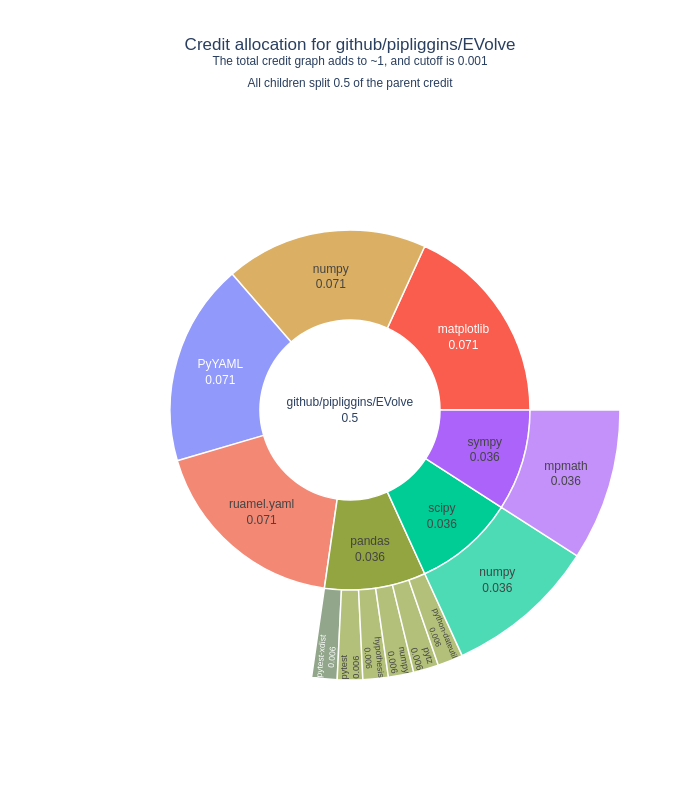 Credit allocation for github/pipliggins/EVolve
The total credit graph adds to ~1, and cutoff is 0.001
All children split 0.5 of the parent credit
numpy
0.071
matplotlib
0.071
PyYAML
0.071
github/pipliggins/EVolve
0.5
sympy
0.036
mpmath
0.036
ruamel.yaml
0.071
scipy
0.036
pandas
0.036
numpy
0.036
pytest-xdist
0.006
pytest
0.006
hypothesis
0.006
numpy
0.006
pytz
0.006
python-dateutil
0.006